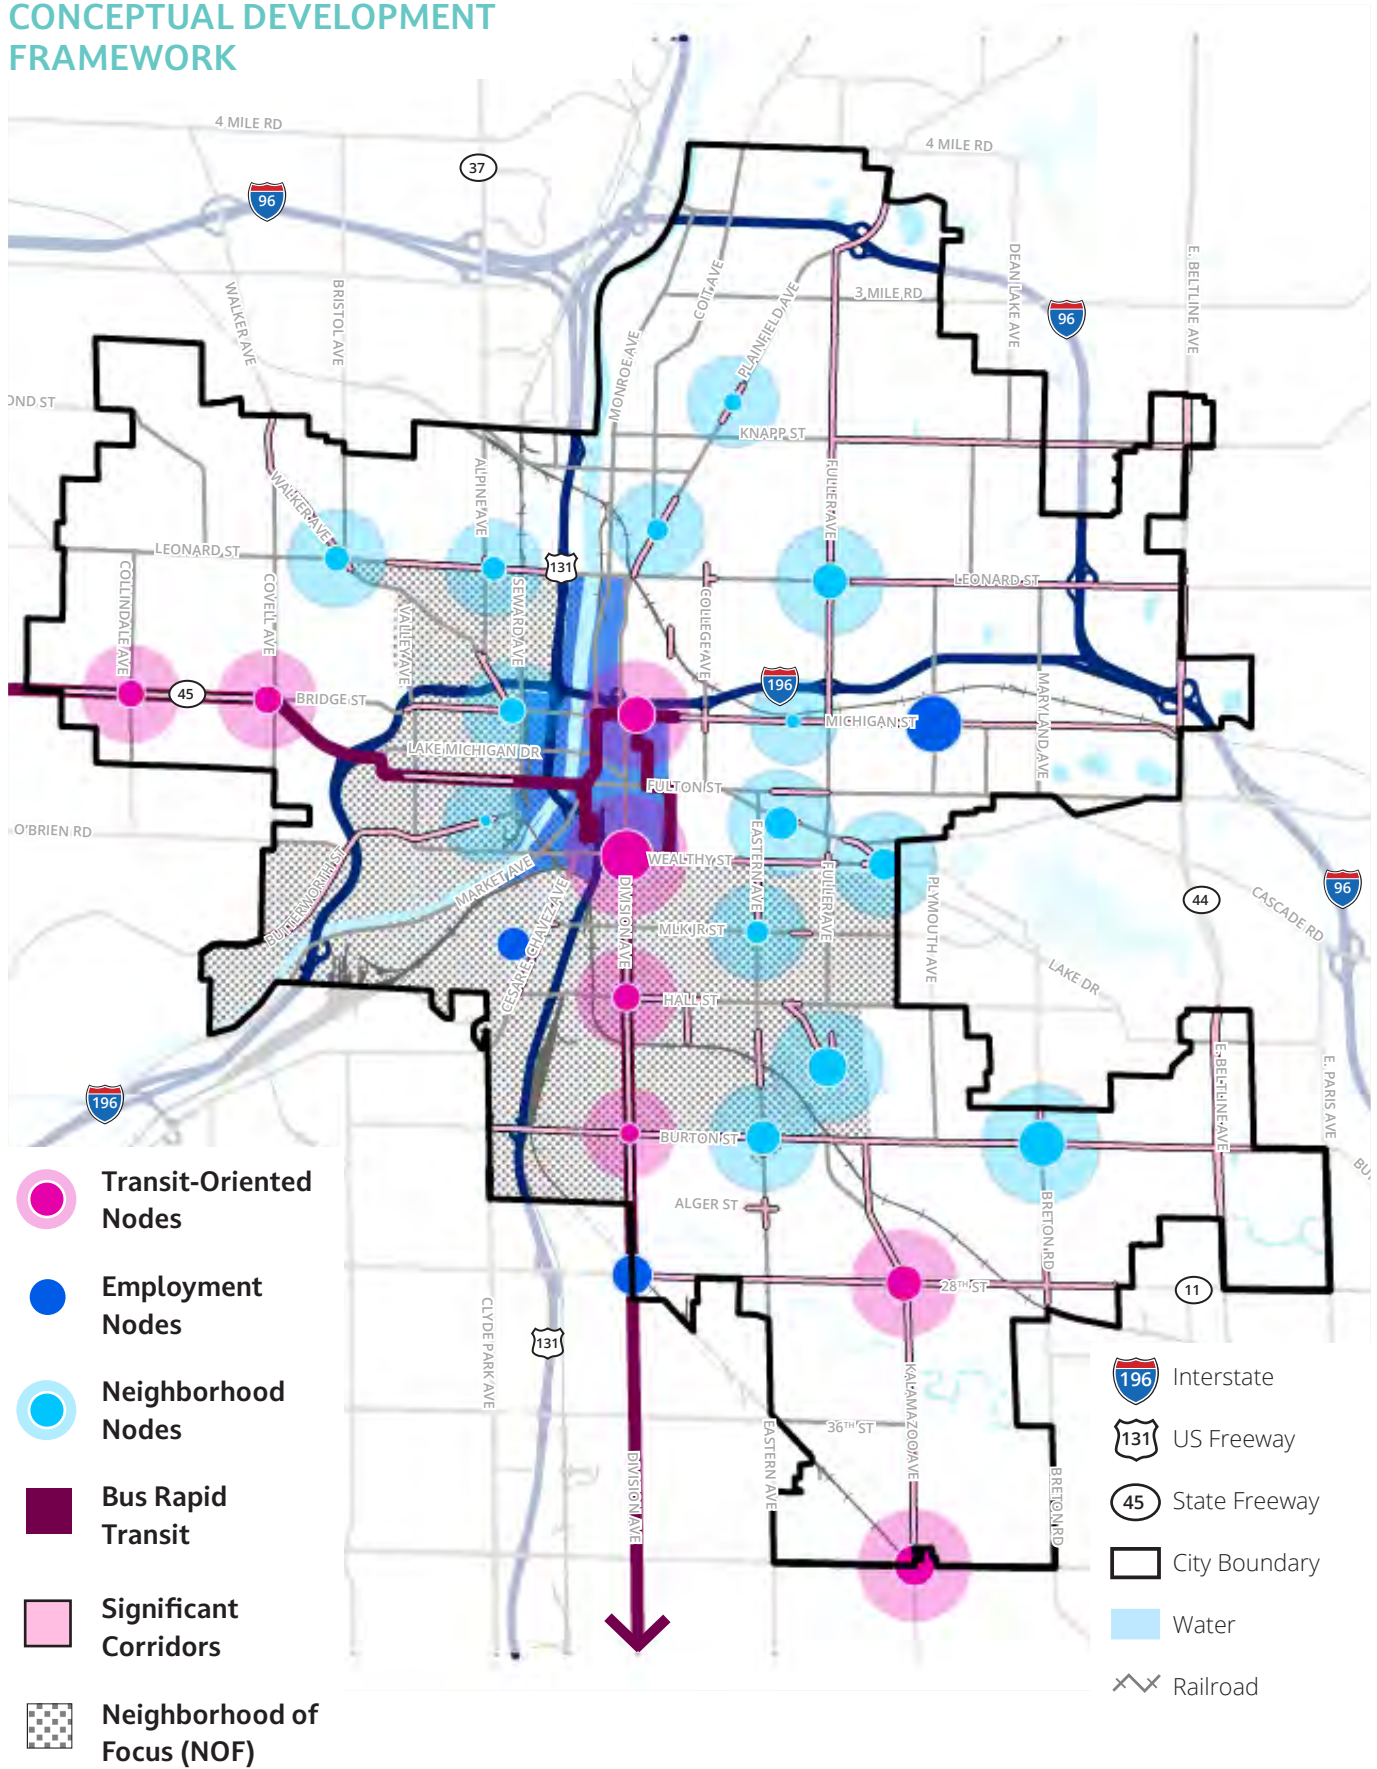 CONCEPTUAL DEVELOPMENT
FRAMEWORK
4 MILE RD
4 MILE RD
37
96
WALKER AVE
BRISTOL AVE
COIT AVE
PLAINFIELD AVE
3 MILE RD
DEAN LAKE AVE
E. BELTLINE AVE
96
MONROE AVE
OND ST
KNAPP ST
WALKER AVE
ALPINE AVE
FULLER AVE
LEONARD ST
131
LEONARD ST
COLLINDALE AVE
COVELL AVE
VALLEY AVE
SEWARD AVE
COLLEGE AVE
MARYLAND AVE
45
BRIDGE ST
196
MICHIGAN ST
LAKE MICHIGAN DR
FULTON ST
O'BRIEN RD
BUTTERWORTH ST
MARKET AVE
WEALTHY ST
EASTERN AVE
FULLER AVE
PLYMOUTH AVE
96
44
CASCADE RD
CESAR E. CHAVEZ AVE
DIVISION AVE
MLK JR ST
LAKE DR
HALL ST
196
E. BELTLINE AVE
E. PARIS AVE
BURTON ST
BU
ALGER ST
BRETON RD
28TH ST
11
CLYDE PARK AVE
131
KALAMAZOO AVE
36TH ST
DIVISION AVE
EASTERN AVE
BRETON RD
Transit-Oriented
Nodes
Employment
Nodes
Neighborhood
Nodes
Bus Rapid
Transit
Significant
Corridors
Neighborhood of
Focus (NOF)
196
Interstate
131
US Freeway
45
State Freeway
City Boundary
Water
Railroad